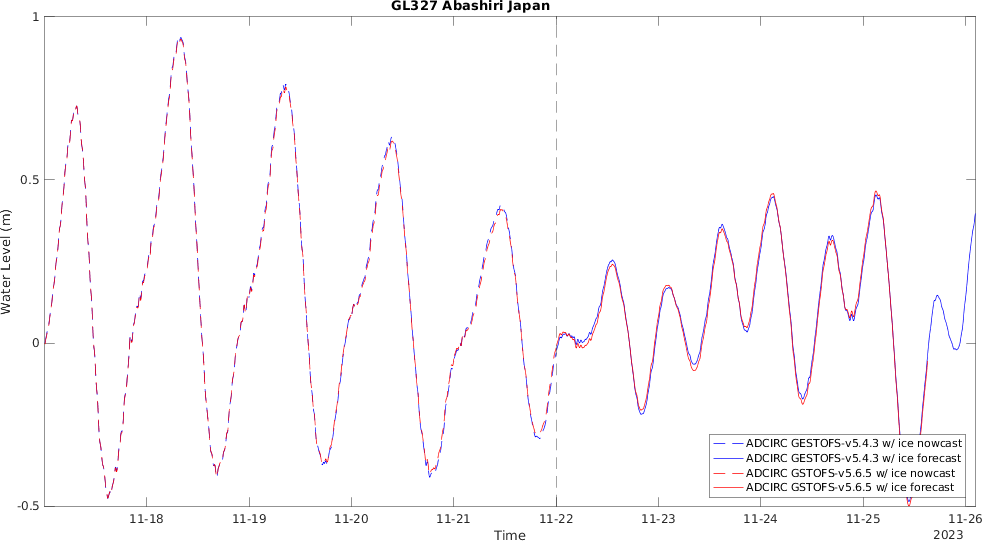 GL327 Abashiri Japan
1
0.5
0
-0.5
Water Level (m)
11-18
11-19
11-20
11-21
11-22
11-23
11-24
11-25
11-26
Time
2023
ADCIRC GESTOFS-v5.4.3 w/ ice nowcast
ADCIRC GESTOFS-v5.4.3 w/ ice forecast
ADCIRC GSTOFS-v5.6.5 w/ ice nowcast
ADCIRC GSTOFS-v5.6.5 w/ ice forecast